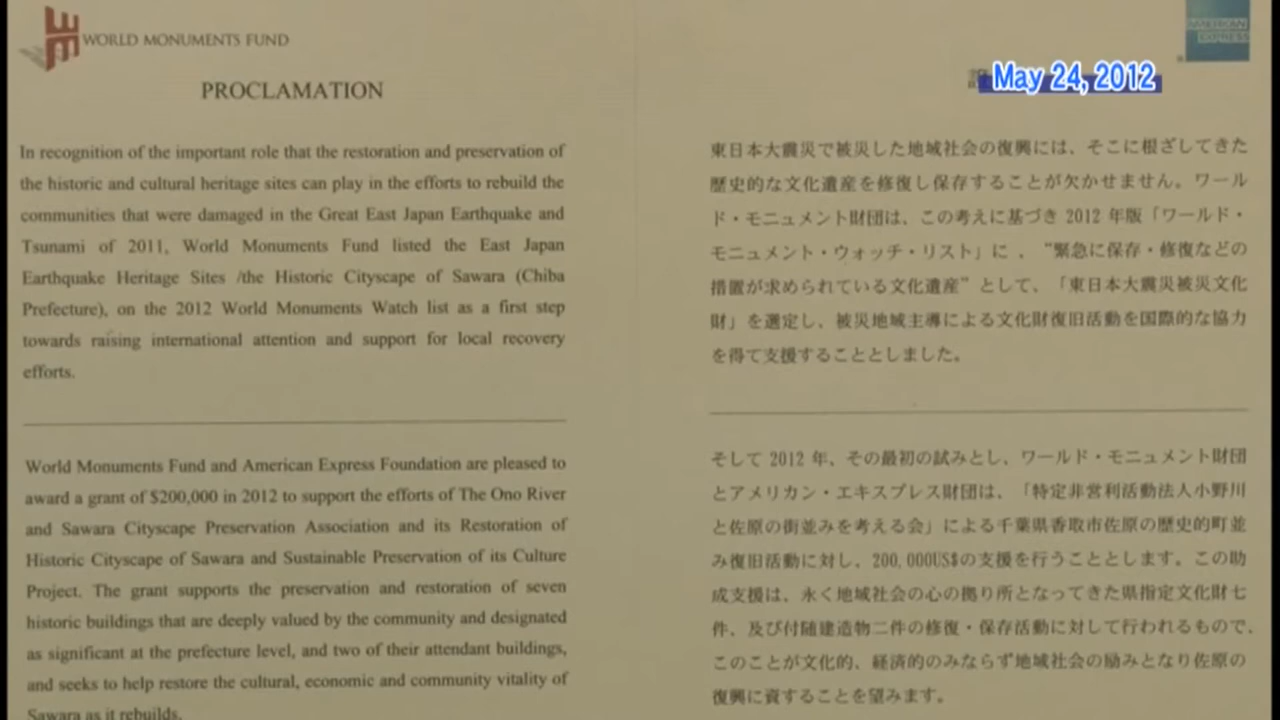 WORLD MONUMENTS FUND
PROCLAMATION
In recognition of the important role that the restoration and preservation of
the historic and cultural heritage sites can play in the efforts to rebuild the
communities that were damaged in the Great East Japan Earthquake and
Tsunami of 2011, World Monuments Fund listed the East Japan
Earthquake Heritage Sites /the Historic Cityscape of Sawara (Chiba
Prefecture), on the 2012 World Monuments Watch list as a first step
towards raising international attention and support for local recovery
efforts.
World Monuments Fund and American Express Foundation are pleased to
award a grant of $200,000 in 2012 to support the efforts of The Ono River
and Sawara Cityscape Preservation Association and its Restoration of
Historic Cityscape of Sawara and Sustainable Preservation of its Culture
Project. The grant supports the preservation and restoration of seven
historic buildings that are deeply valued by the community and designated
as significant at the prefecture level, and two of their attendant buildings,
and seeks to help restore the cultural, economic and community vitality of
Sawara as it rebuilds.
AMERICAN
EXPRESS
May 24, 2012
東日本大震災で被災した地域社会の復興には、そこに根ざしてきた
歴史的な文化遺産を修復し保存することが欠かせません。ワール
ド・モニュメント財団は、この考えに基づき 2012 年版「ワールド・
モニュメント・ウォッチ・リスト」に 、“緊急に保存・修復などの
措置が求められている文化遺産”として、「東日本大震災被災文化
財」を選定し、被災地域主導による文化財復旧活動を国際的な協力
を得て支援することとしました。
そして 2012 年、その最初の試みとし、ワールド・モニュメント財団
とアメリカン・エキスプレス財団は、「特定非営利活動法人小野川
と佐原の街並みを考える会」による千葉県香取市佐原の歴史的町並
み復旧活動に対し、200,000US$の支援を行うこととします。この助
成支援は、永く地域社会の心の拠り所となってきた県指定文化財七
件、及び付随建造物二件の修復・保存活動に対して行われるもので、
このことが文化的、経済的のみならず地域社会の励みとなり佐原の
復興に資することを望みます。